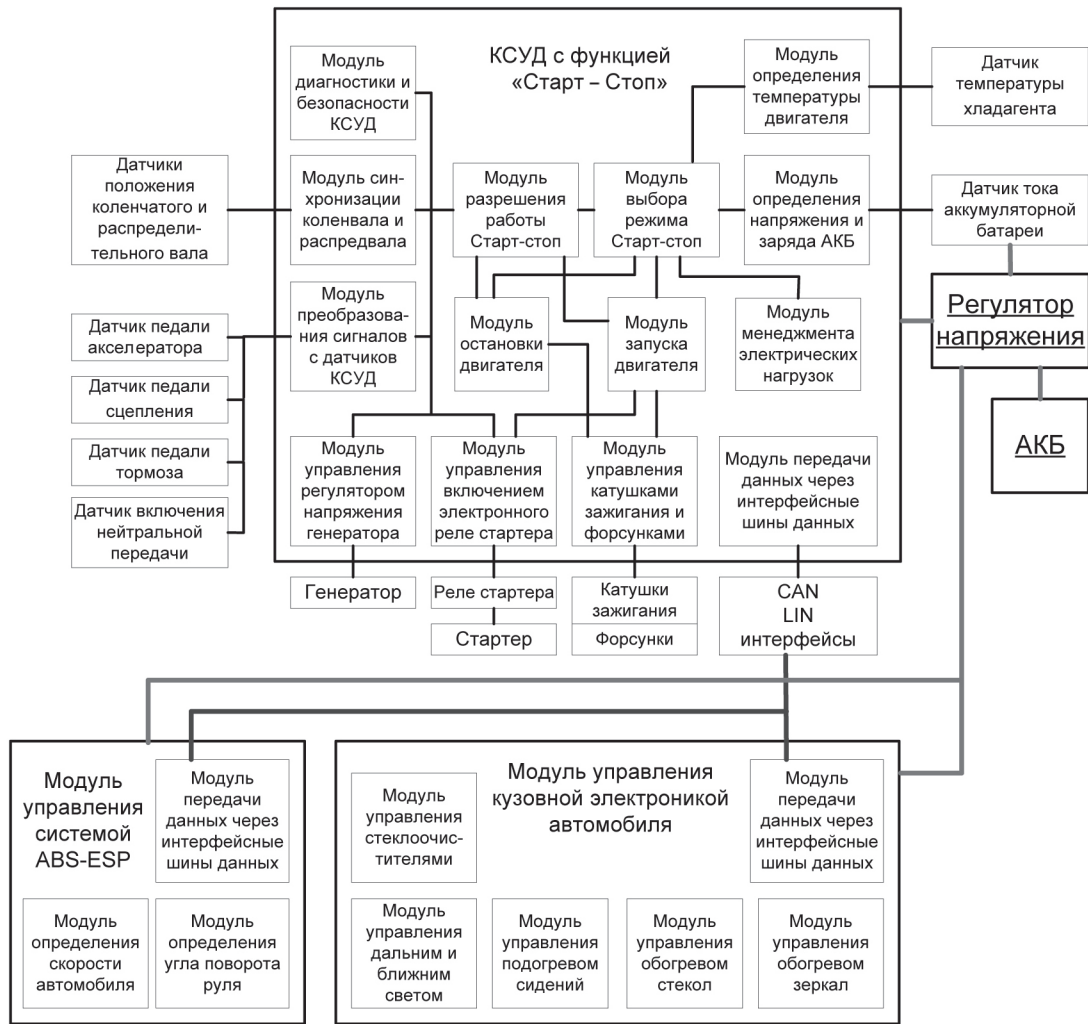 КСУД с функцией
«Старт – Стоп»
Модуль
диагностики и
безопасности
КСУД
Модуль
определения
температуры
двигателя
Датчик
температуры
хладагента
Датчики
положения
коленчатого и
распредели-
тельного вала
Модуль син-
хронизации
коленвала и
распредвала
Модуль
разрешения
работы
Старт-стоп
Модуль
выбора
режима
Старт-стоп
Модуль
определения
напряжения и
заряда АКБ
Датчик тока
аккумуляторной
батареи
Датчик педали
акселератора
Датчик педали
сцепления
Датчик педали
тормоза
Датчик включения
нейтральной
передачи
Модуль
преобразова-
ния сигналов
с датчиков
КСУД
Модуль
остановки
двигателя
Модуль
запуска
двигателя
Модуль
менеджмента
электрических
нагрузок
Регулятор
напряжения
АКБ
Модуль
управления
регулятором
напряжения
генератора
Модуль
управления
включением
электронного
реле стартера
Модуль
управления
катушками
зажигания и
форсунками
Модуль передачи
данных через
интерфейсные
шины данных
Генератор
Реле стартера
Стартер
Катушки
зажигания
Форсунки
CAN
LIN
интерфейсы
Модуль
управления
системой
ABS-ESP
Модуль
передачи
данных через
интерфейсные
шины данных
Модуль
определения
скорости
автомобиля
Модуль
определения
угла поворота
руля
Модуль управления
кузовной электроникой
автомобиля
Модуль
управления
стеклоочис-
тителями
Модуль
передачи
данных через
интерфейсные
шины данных
Модуль
управления
дальним и
ближним
светом
Модуль
управления
подогревом
сидений
Модуль
управления
обогревом
стекол
Модуль
управления
обогревом
зеркал